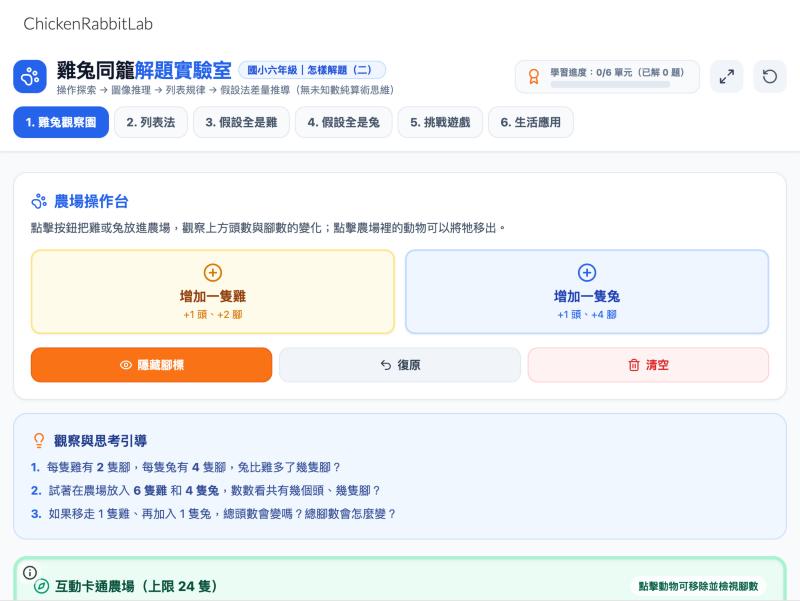 ChickenRabbitLab
雞兔同籠解題實驗室 國小六年級｜怎樣解題（二）
操作探索 → 圖像推理 → 列表規律 → 假設法差量推導（無未知數純算術思維）
學習進度：0/6 單元（已解 0 題）
1. 雞兔觀察園 2. 列表法 3. 假設全是雞 4. 假設全是兔 5. 挑戰遊戲 6. 生活應用
農場操作台
點擊按鈕把雞或兔放進農場，觀察上方頭數與腳數的變化；點擊農場裡的動物可以將牠移出。
增加一隻雞
+1 頭、+2 腳
增加一隻兔
+1 頭、+4 腳
隱藏腳標 復原 清空
觀察與思考引導
1. 每隻雞有 2 隻腳，每隻兔有 4 隻腳，兔比雞多了幾隻腳？
2. 試著在農場放入 6 隻雞 和 4 隻兔，數數看共有幾個頭、幾隻腳？
3. 如果移走 1 隻雞、再加入 1 隻兔，總頭數會變嗎？總腳數會怎麼變？
互動卡通農場（上限 24 隻） 點擊動物可移除並檢視腳數